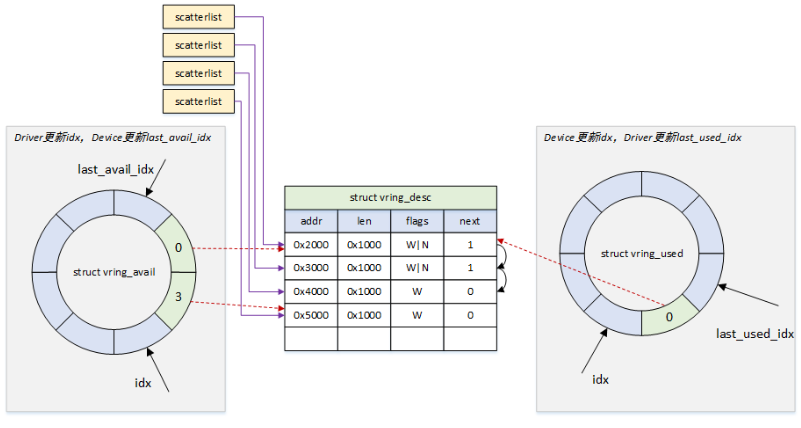 scatterlist
scatterlist
scatterlist
scatterlist
Driver更新idx，Device更新last_avail_idx
last_avail_idx
0
struct vring_avail
3
idx
struct vring_desc
addr len flags next
0x2000 0x1000 W|N 1
0x3000 0x1000 W|N 1
0x4000 0x1000 W 0
0x5000 0x1000 W 0
Device更新idx，Driver更新last_used_idx
struct vring_used
0
last_used_idx
idx